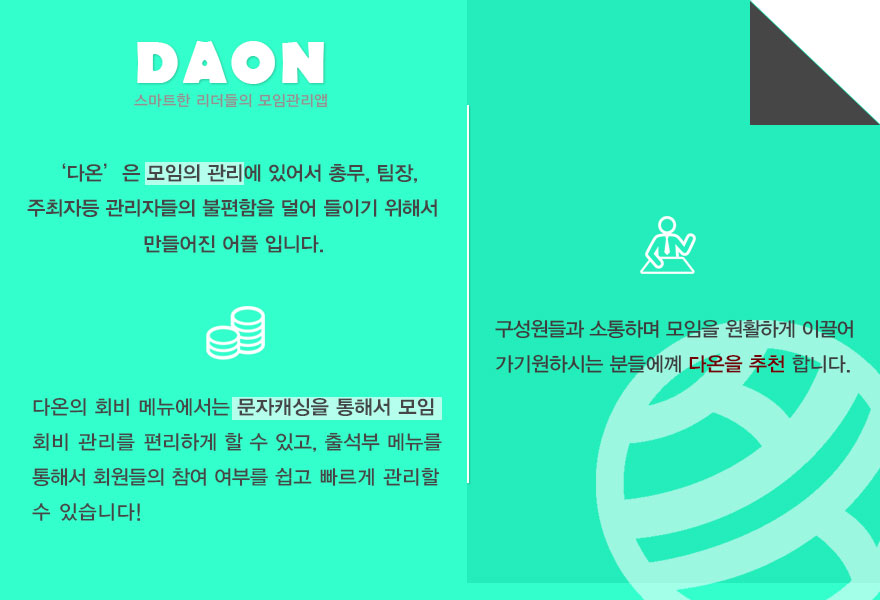 DAON
스마트한 리더들의 모임관리앱
‘다온’ 은 모임의 관리에 있어서 총무, 팀장,
주최자등 관리자들의 불편함을 덜어 들이기 위해서
만들어진 어플 입니다.
다온의 회비 메뉴에서는 문자캐싱을 통해서 모임
회비 관리를 편리하게 할 수 있고, 출석부 메뉴를
통해서 회원들의 참여 여부를 쉽고 빠르게 관리할
수 있습니다!
구성원들과 소통하며 모임을 원활하게 이끌어
가기원하시는 분들에꼐 다온을 추천 합니다.